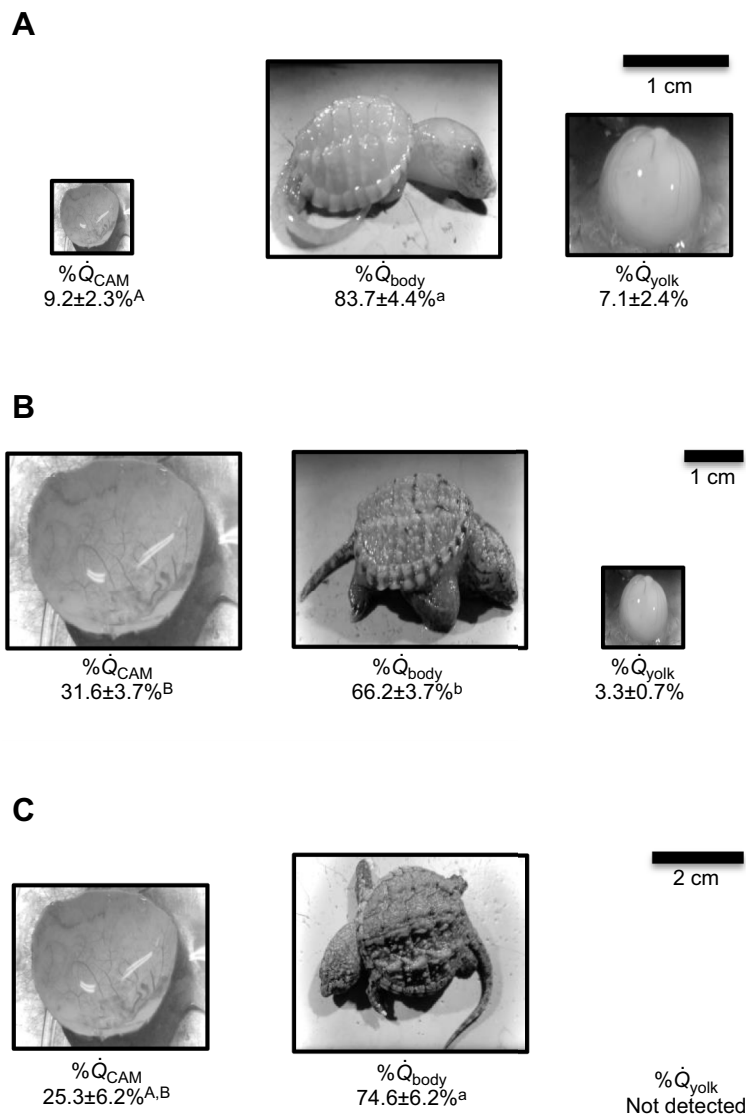 A
1 cm
%Q̇CAM
9.2±2.3%A
%Q̇body
83.7±4.4%a
%Q̇yolk
7.1±2.4%
B
1 cm
%Q̇CAM
31.6±3.7%B
%Q̇body
66.2±3.7%b
%Q̇yolk
3.3±0.7%
C
2 cm
%Q̇CAM
25.3±6.2%A,B
%Q̇body
74.6±6.2%a
%Q̇yolk
Not detected